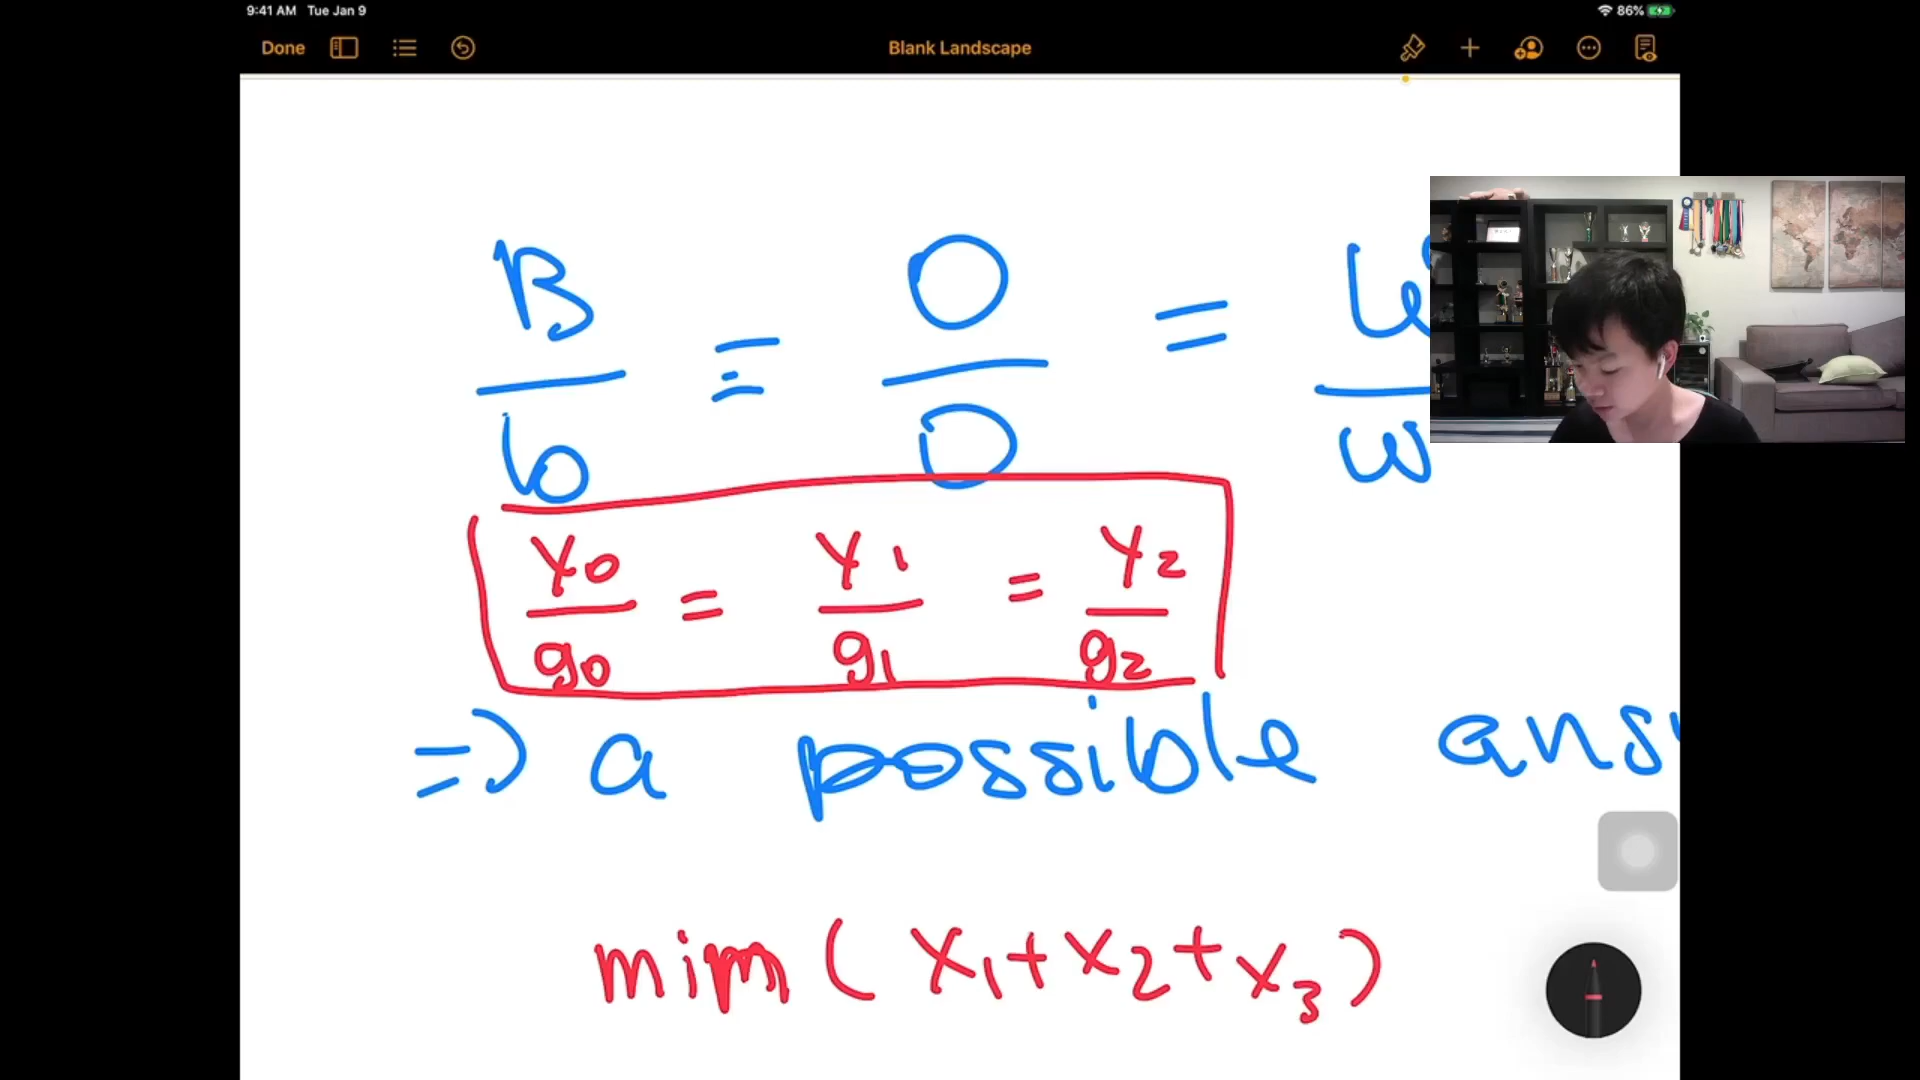 9:41 AM Tue Jan 9 86%
Done Blank Landscape
B/b = O/O = W/w
y0/g0 = y1/g1 = y2/g2
=> a possible
mim ( x1+x2+x3 )